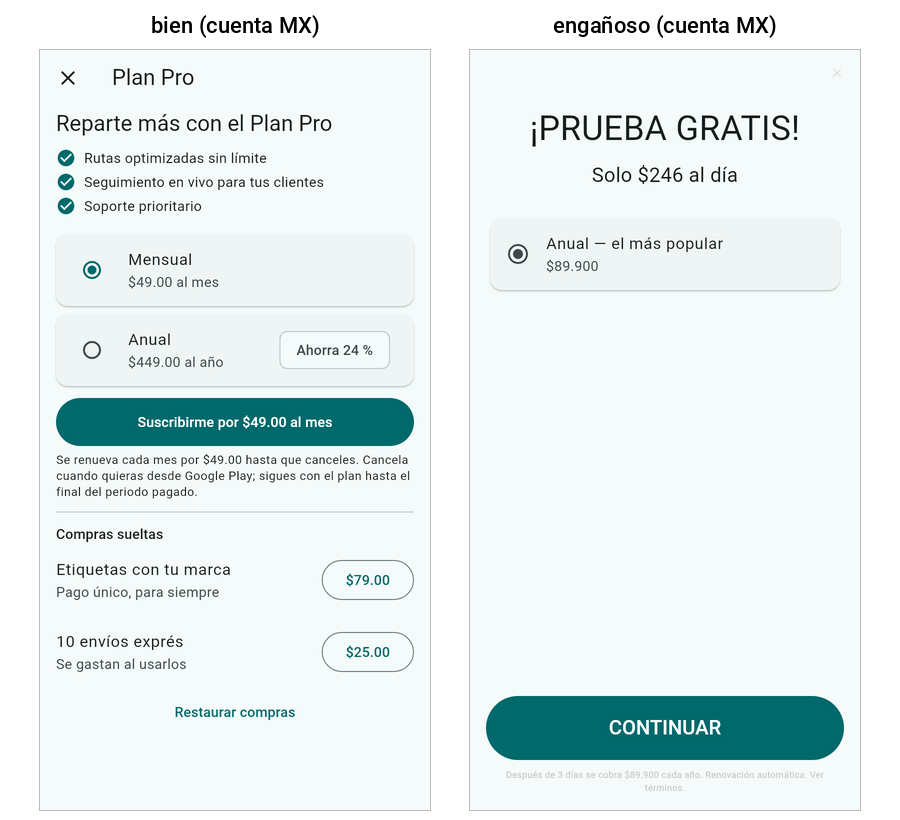 bien (cuenta MX)
Plan Pro
Reparte más con el Plan Pro
Rutas optimizadas sin límite
Seguimiento en vivo para tus clientes
Soporte prioritario
Mensual
$49.00 al mes
Anual
$449.00 al año
Ahorra 24 %
Suscribirme por $49.00 al mes
Se renueva cada mes por $49.00 hasta que canceles. Cancela
cuando quieras desde Google Play; sigues con el plan hasta el
final del periodo pagado.
Compras sueltas
Etiquetas con tu marca
Pago único, para siempre
$79.00
10 envíos exprés
Se gastan al usarlos
$25.00
Restaurar compras
engañoso (cuenta MX)
¡PRUEBA GRATIS!
Solo $246 al día
Anual — el más popular
$89.900
CONTINUAR
Después de 3 días se cobra $89.900 cada año. Renovación automática. Ver
términos.